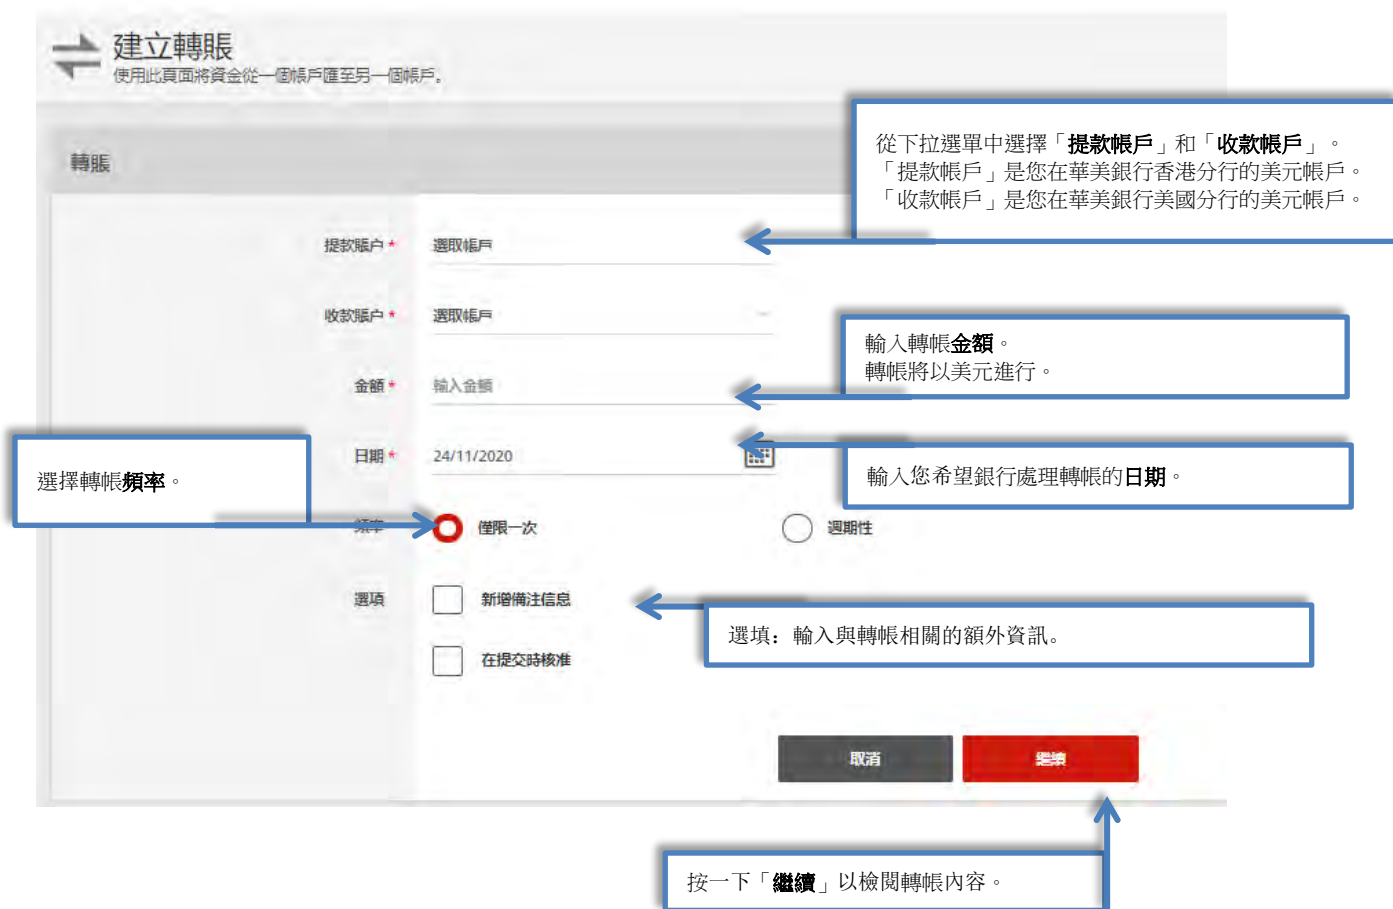 建立轉賬
使用此頁面將資金從一個帳戶匯至另一個帳戶。
轉賬
從下拉選單中選擇「提款帳戶」和「收款帳戶」。
「提款帳戶」是您在華美銀行香港分行的美元帳戶。
「收款帳戶」是您在華美銀行美國分行的美元帳戶。
提款賬户 * 選取帳戶
收款賬户 * 選取帳戶
輸入轉帳金額。
轉帳將以美元進行。
金額 * 輸入金額
日期 * 24/11/2020
輸入您希望銀行處理轉帳的日期。
選擇轉帳頻率。
頻率 僅限一次 週期性
選項 新增備注信息
選填：輸入與轉帳相關的額外資訊。
在提交時核准
取消 繼續
按一下「繼續」以檢閱轉帳內容。